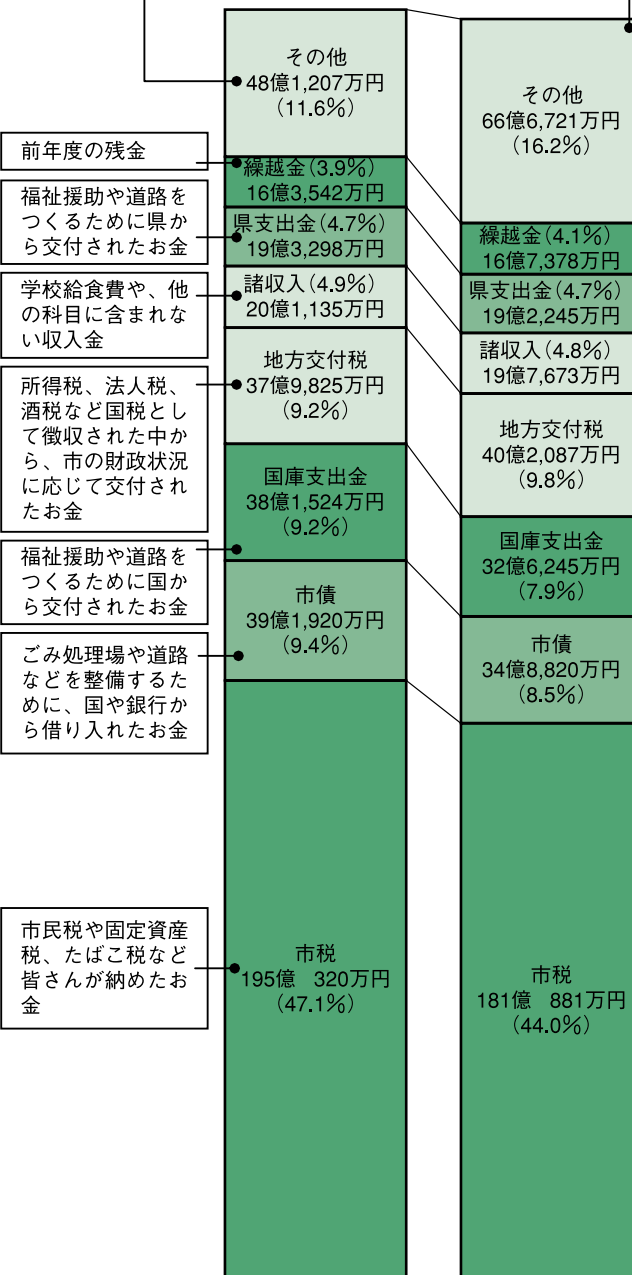 その他
48億1,207万円
(11.6%)
繰越金(3.9%)
16億3,542万円
県支出金(4.7%)
19億3,298万円
諸収入(4.9%)
20億1,135万円
地方交付税
37億9,825万円
(9.2%)
国庫支出金
38億1,524万円
(9.2%)
市債
39億1,920万円
(9.4%)
市税
195億　320万円
(47.1%)
その他
66億6,721万円
(16.2%)
繰越金(4.1%)
16億7,378万円
県支出金(4.7%)
19億2,245万円
諸収入(4.8%)
19億7,673万円
地方交付税
40億2,087万円
(9.8%)
国庫支出金
32億6,245万円
(7.9%)
市債
34億8,820万円
(8.5%)
市税
181億　881万円
(44.0%)
前年度の残金
福祉援助や道路を
つくるために県か
ら交付されたお金
学校給食費や、他
の科目に含まれな
い収入金
所得税、法人税、
酒税など国税とし
て徴収された中か
ら、市の財政状況
に応じて交付され
たお金
福祉援助や道路を
つくるために国か
ら交付されたお金
ごみ処理場や道路
などを整備するた
めに、国や銀行か
ら借り入れたお金
市民税や固定資産
税、たばこ税など
皆さんが納めたお
金